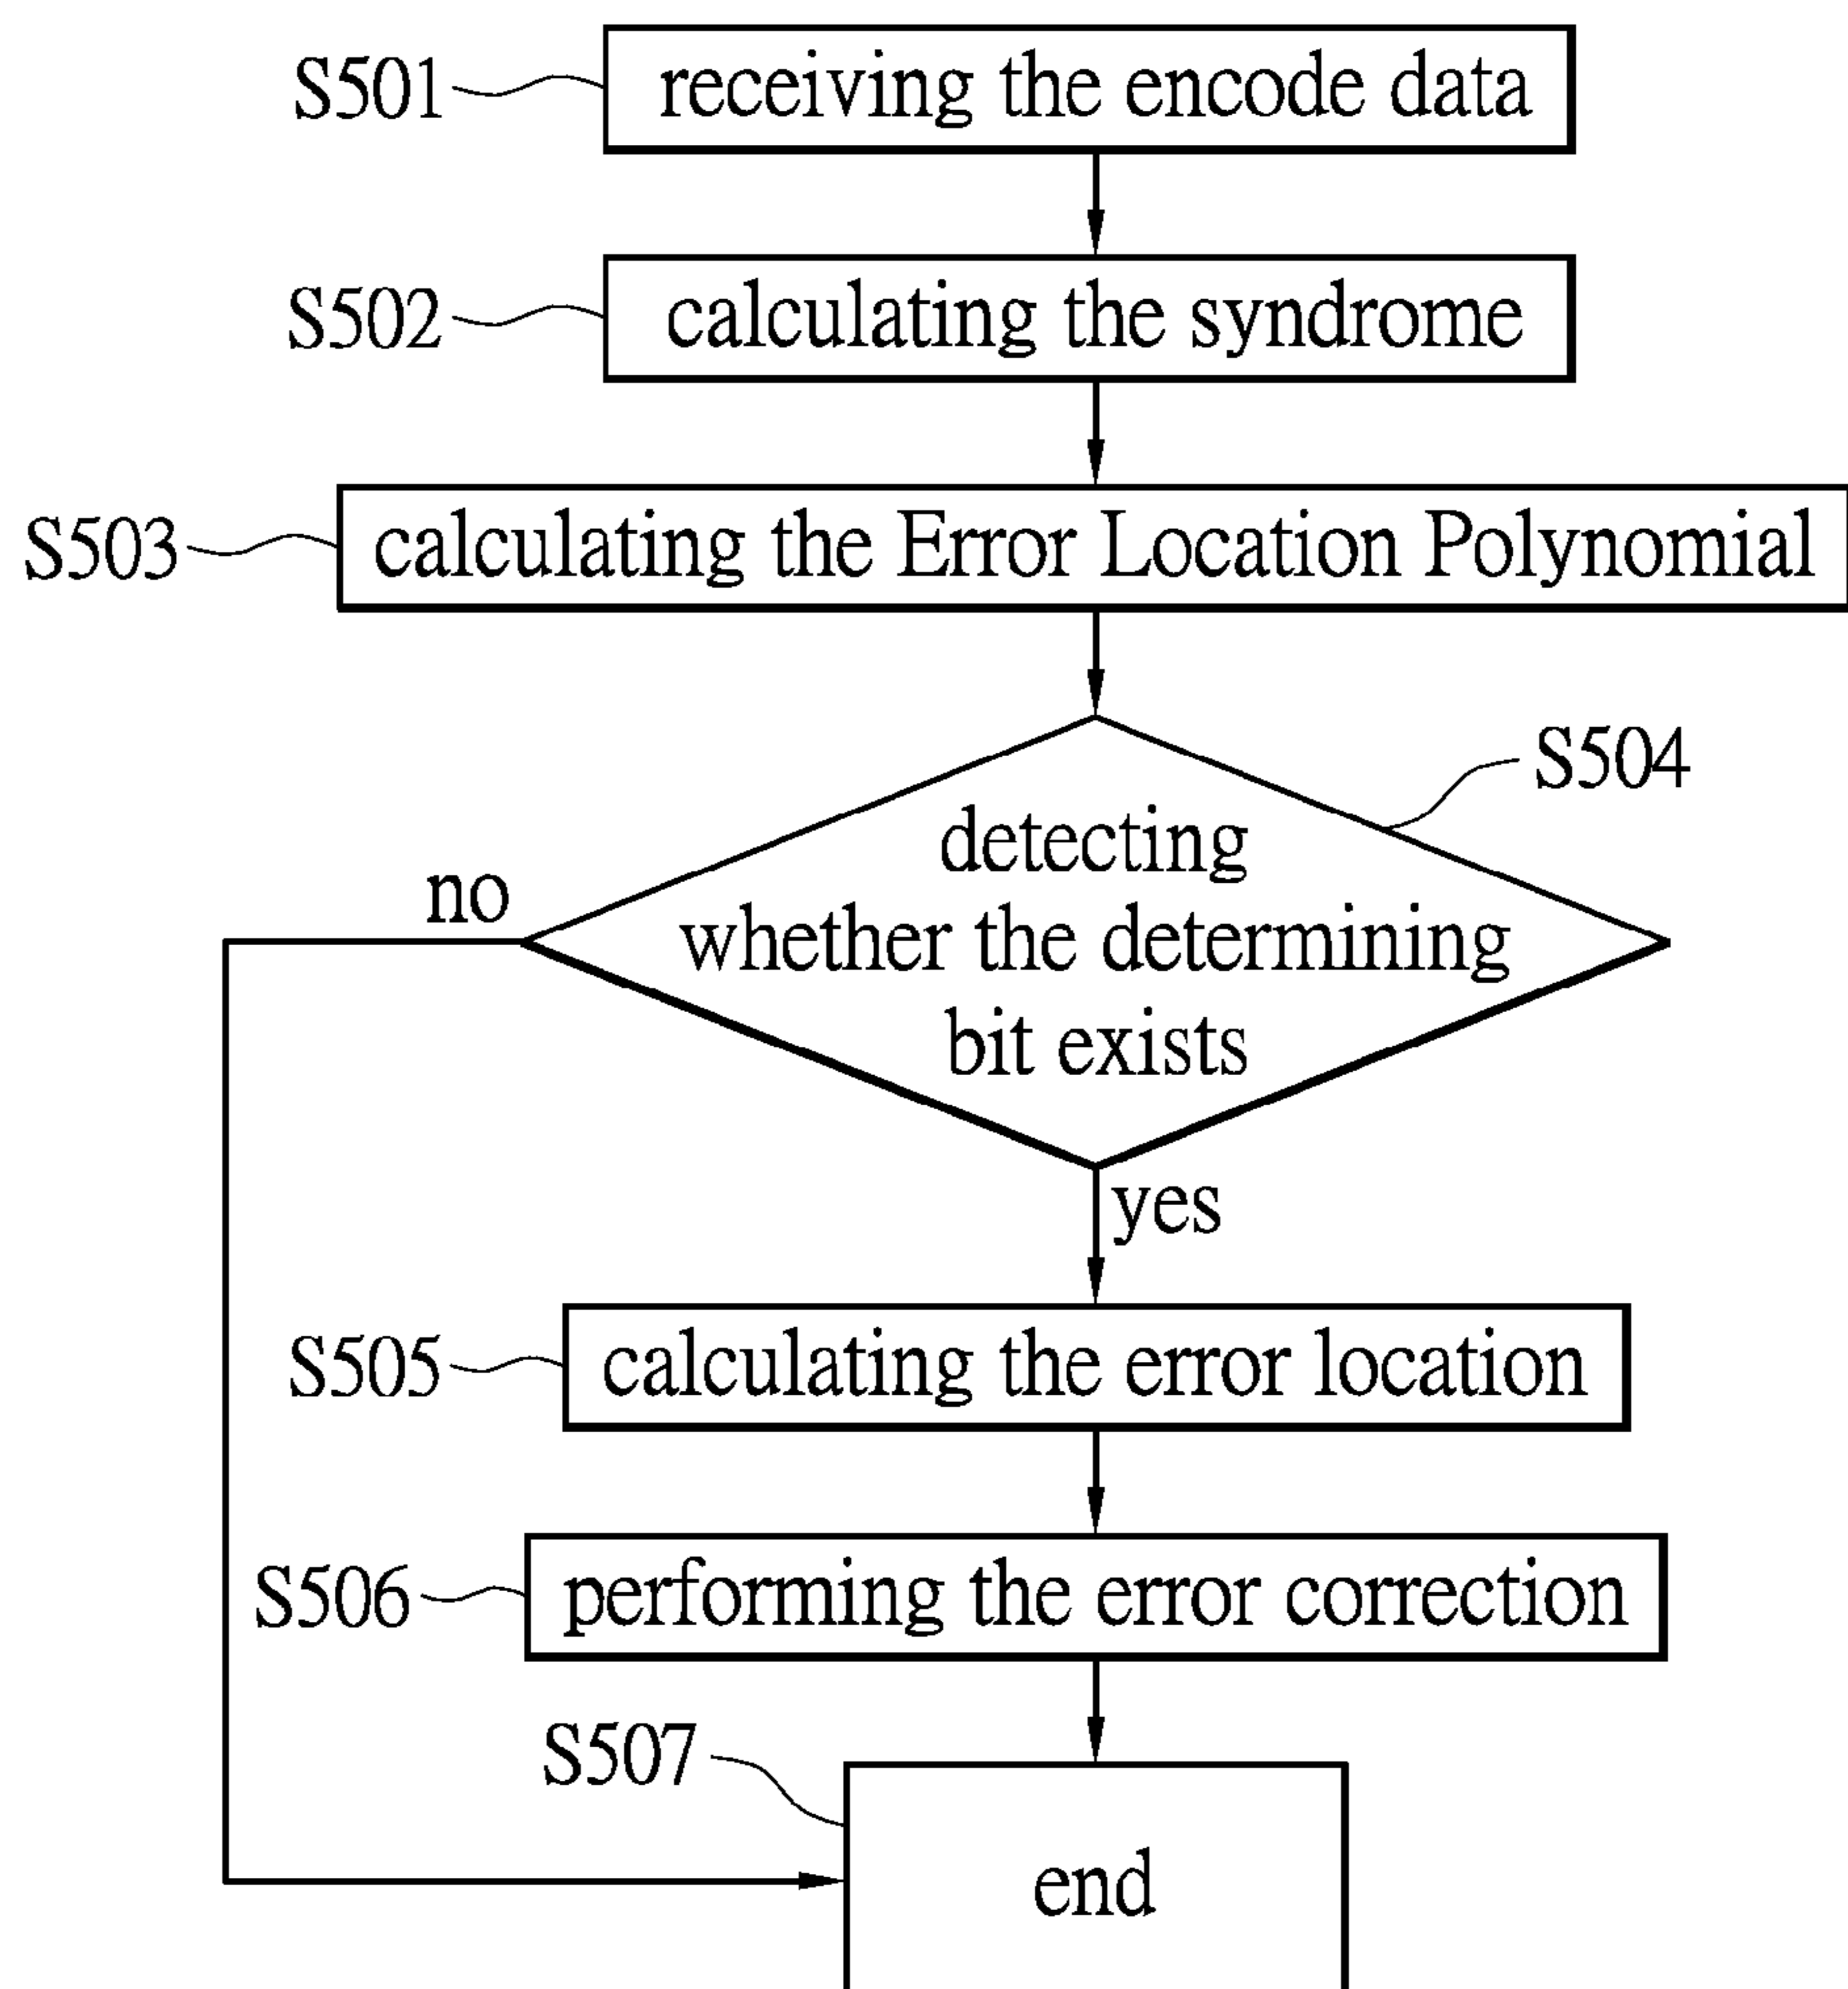 S501 receiving the encode data
S502 calculating the syndrome
S503 calculating the Error Location Polynomial
S504
detecting
no
whether the determining
bit exists
yes
S505 calculating the error location
S506 performing the error correction
S507
end